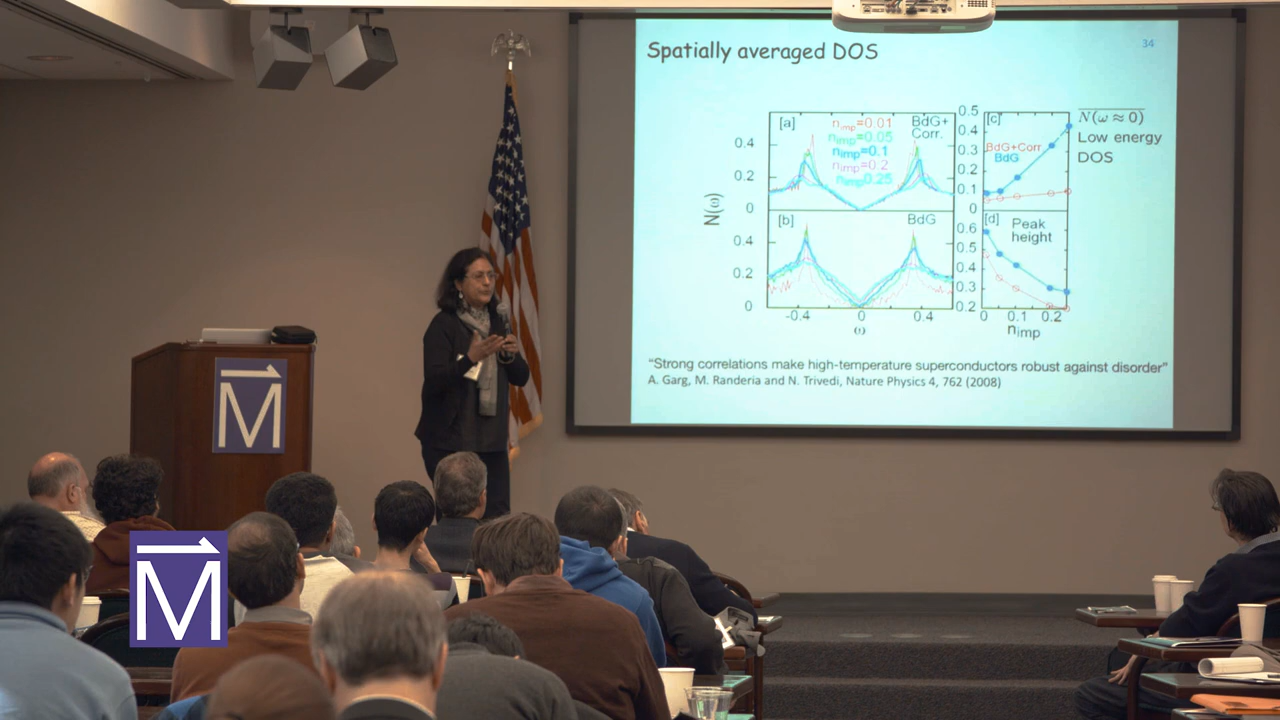 Spatially averaged DOS
34
[a]
n_imp=0.01
n_imp=0.05
n_imp=0.1
n_imp=0.2
n_imp0.25
BdG+
Corr.
0.4
0.2
0
N(ω)
[b]
BdG
0.4
0.2
0
-0.4
0
0.4
ω
[c]
0.5
0.4
0.3
0.2
0.1
0
BdG+Corr
BdG
N(ω ≈ 0)
Low energy
DOS
[d]
Peak
height
0.6
0.5
0.4
0.3
0.2
0
0.1
0.2
n_imp
“Strong correlations make high-temperature superconductors robust against disorder”
A. Garg, M. Randeria and N. Trivedi, Nature Physics 4, 762 (2008)
M
M